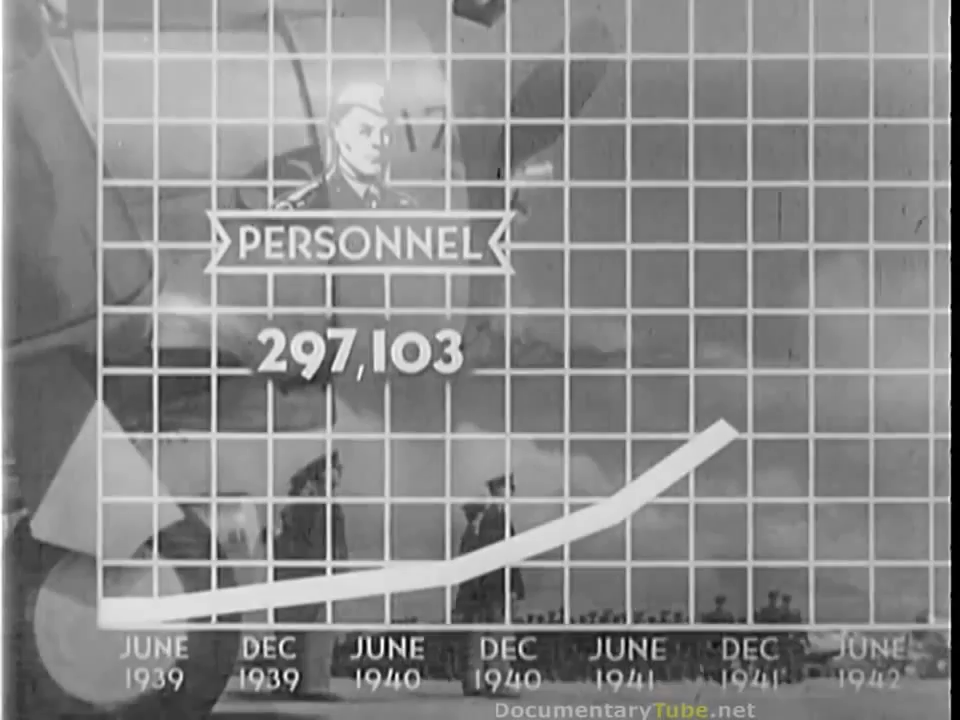 17
PERSONNEL
297,103
JUNE DEC JUNE DEC JUNE DEC JUNE
1939 1939 1940 1940 1941 1941 1942
DocumentaryTube.net